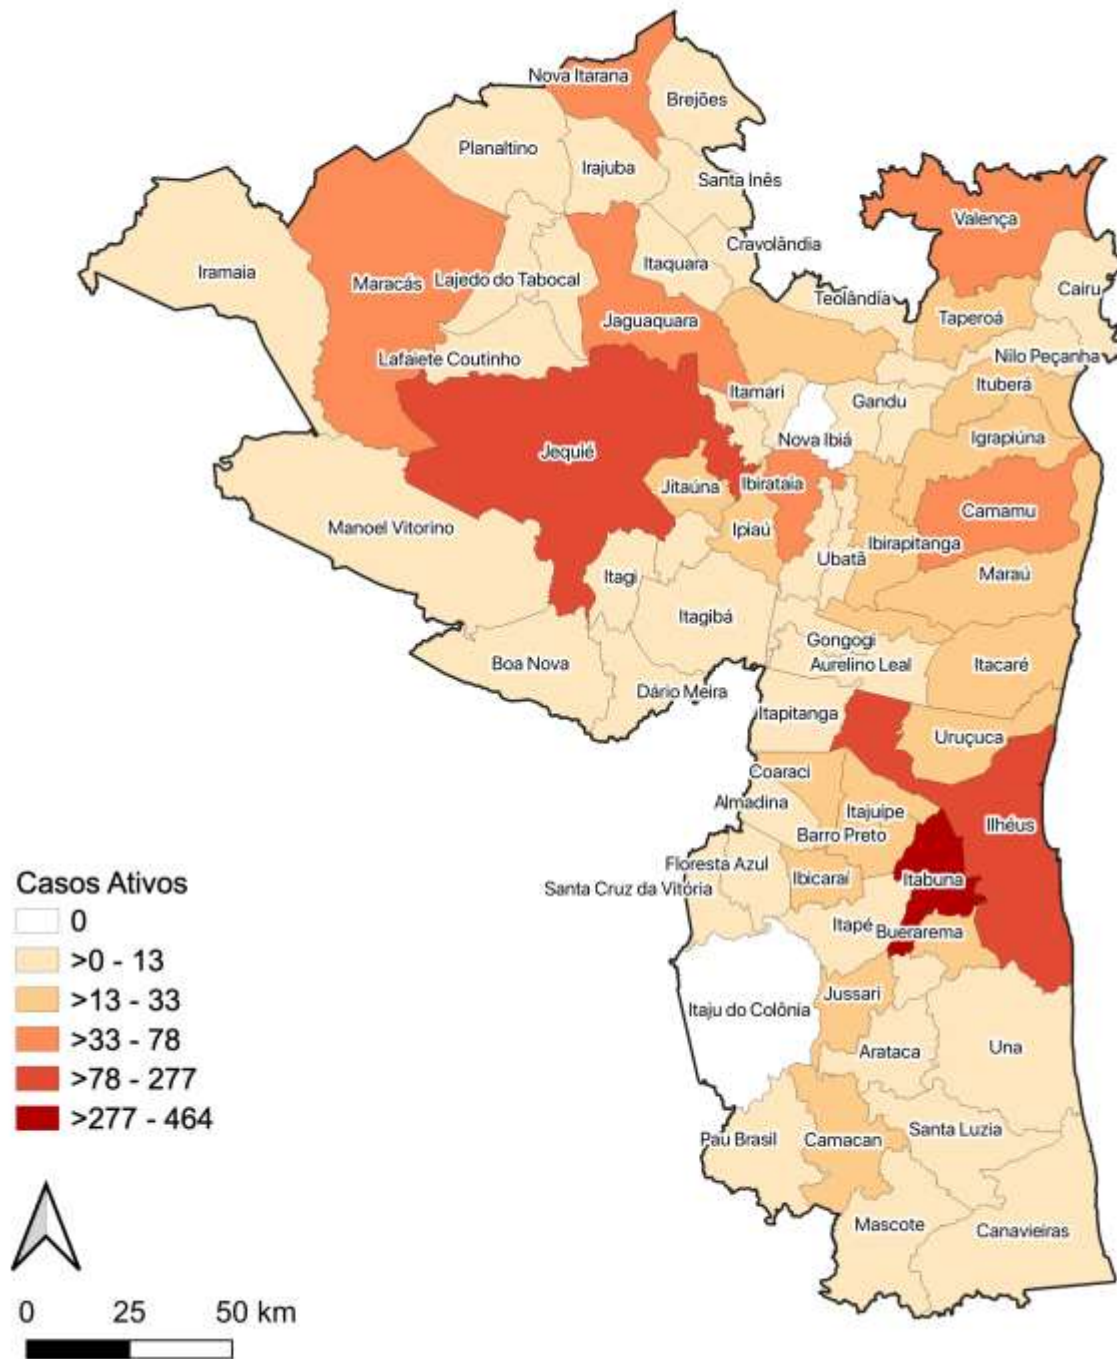 Nova Itarana
Brejões
Planaltino
Irajuba
Santa Inês
Valença
Cravolândia
Itaquara
Iramaia
Lajedo do Tabocal
Maracás
Cairu
Teolândia
Taperoá
Jaguaquara
Lafaiete Coutinho
Nilo Peçanha
Ituberá
Itamari
Gandu
Nova Ibiá
Igrapiúna
Jequié
Jitaúna
Ibirataia
Camamu
Manoel Vitorino
Ipiaú
Ibirapitanga
Ubatã
Maraú
Itagi
Itagibá
Gongogi
Boa Nova
Aurelino Leal
Itacaré
Dário Meira
Itapitanga
Uruçuca
Coaraci
Almadina
Itajuípe
Ilhéus
Barro Preto
Floresta Azul
Ibicaraí
Itabuna
Santa Cruz da Vitória
Itapé
Buerarema
Jussari
Itaju do Colônia
Arataca
Una
Santa Luzia
Pau Brasil
Camacan
Mascote
Canavieiras
Casos Ativos
0
>0 - 13
>13 - 33
>33 - 78
>78 - 277
>277 - 464
0 25 50 km